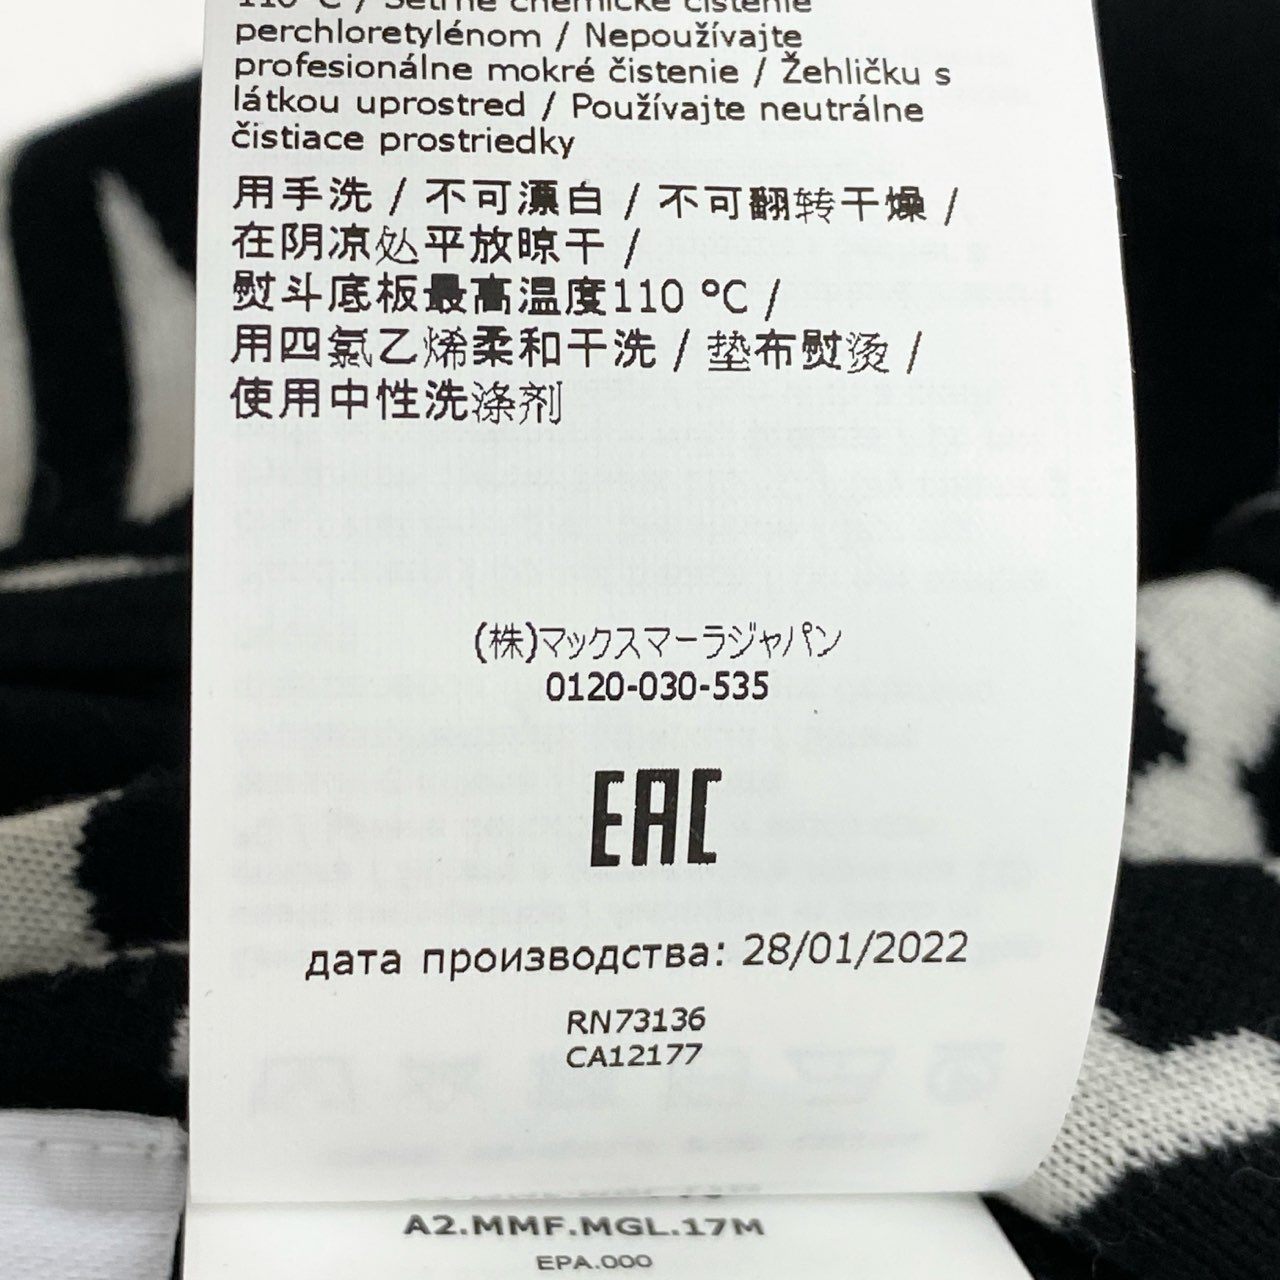 110 °C / Šetrné chemické čistenie
perchloretylénom / Nepoužívajte
profesionálne mokré čistenie / Žehličku s
látkou uprostred / Používajte neutrálne
čistiace prostriedky
用手洗 / 不可漂白 / 不可翻转干燥 /
在阴凉处平放晾干 /
熨斗底板最高温度110 °C /
用四氯乙烯柔和干洗 / 垫布熨烫 /
使用中性洗涤剂
(株)マックスマーラジャパン
0120-030-535
EAC
дата производства: 28/01/2022
RN73136
CA12177
A2.MMF.MGL.17M
EPA.000